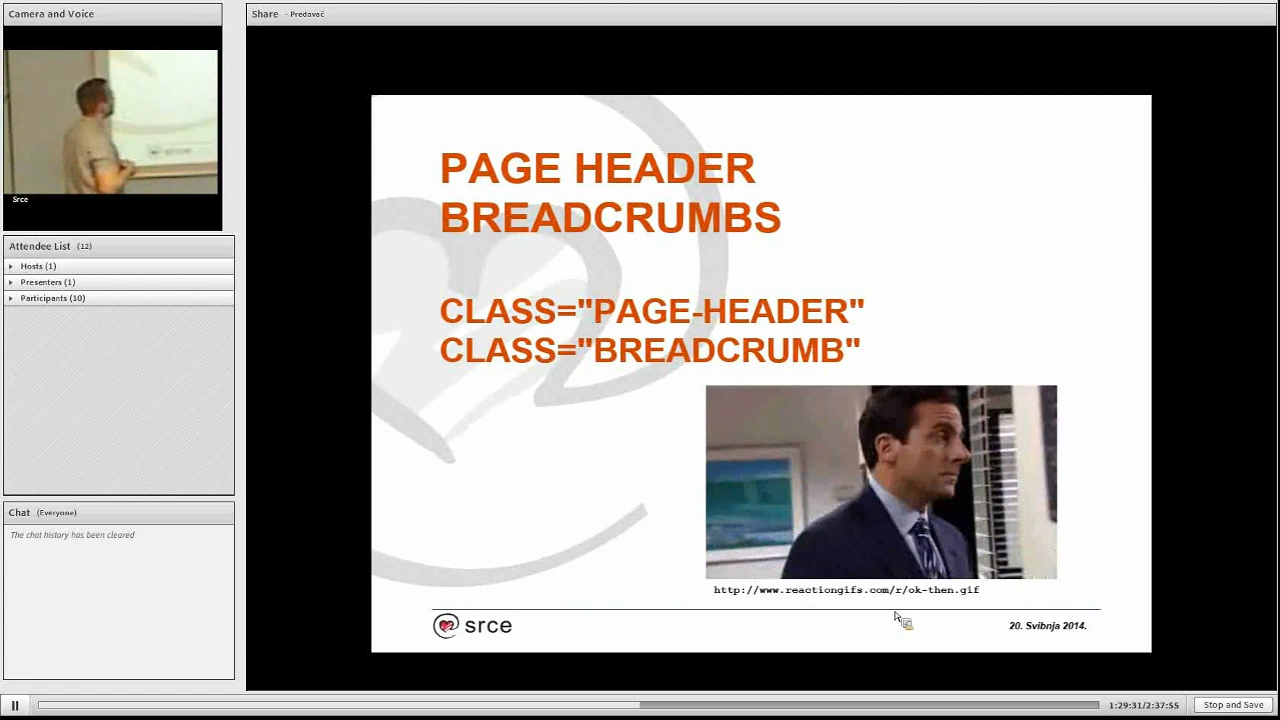 Camera and Voice
Srce
Attendee List (12)
Hosts (1)
Presenters (1)
Participants (10)
Chat (Everyone)
The chat history has been cleared
Share - Predavač
PAGE HEADER
BREADCRUMBS
CLASS="PAGE-HEADER"
CLASS="BREADCRUMB"
http://www.reactiongifs.com/r/ok-then.gif
srce
20. Svibnja 2014.
1:29:31/2:37:55
Stop and Save